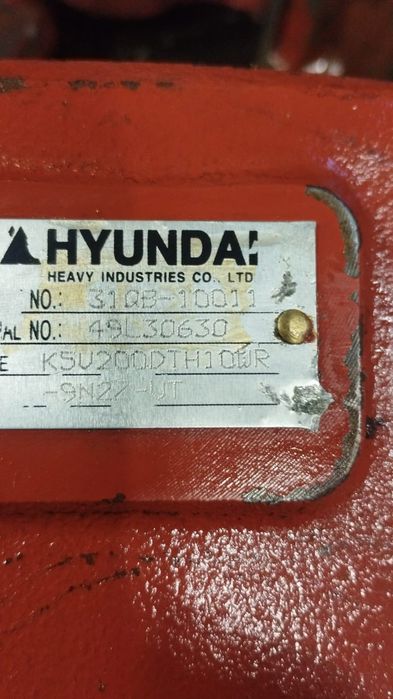 HYUNDAI
HEAVY INDUSTRIES CO., LTD
NO.: 31QB-10011
AL NO.: 49L30630
E K5V200DTH10WR
-9N2Z-VT